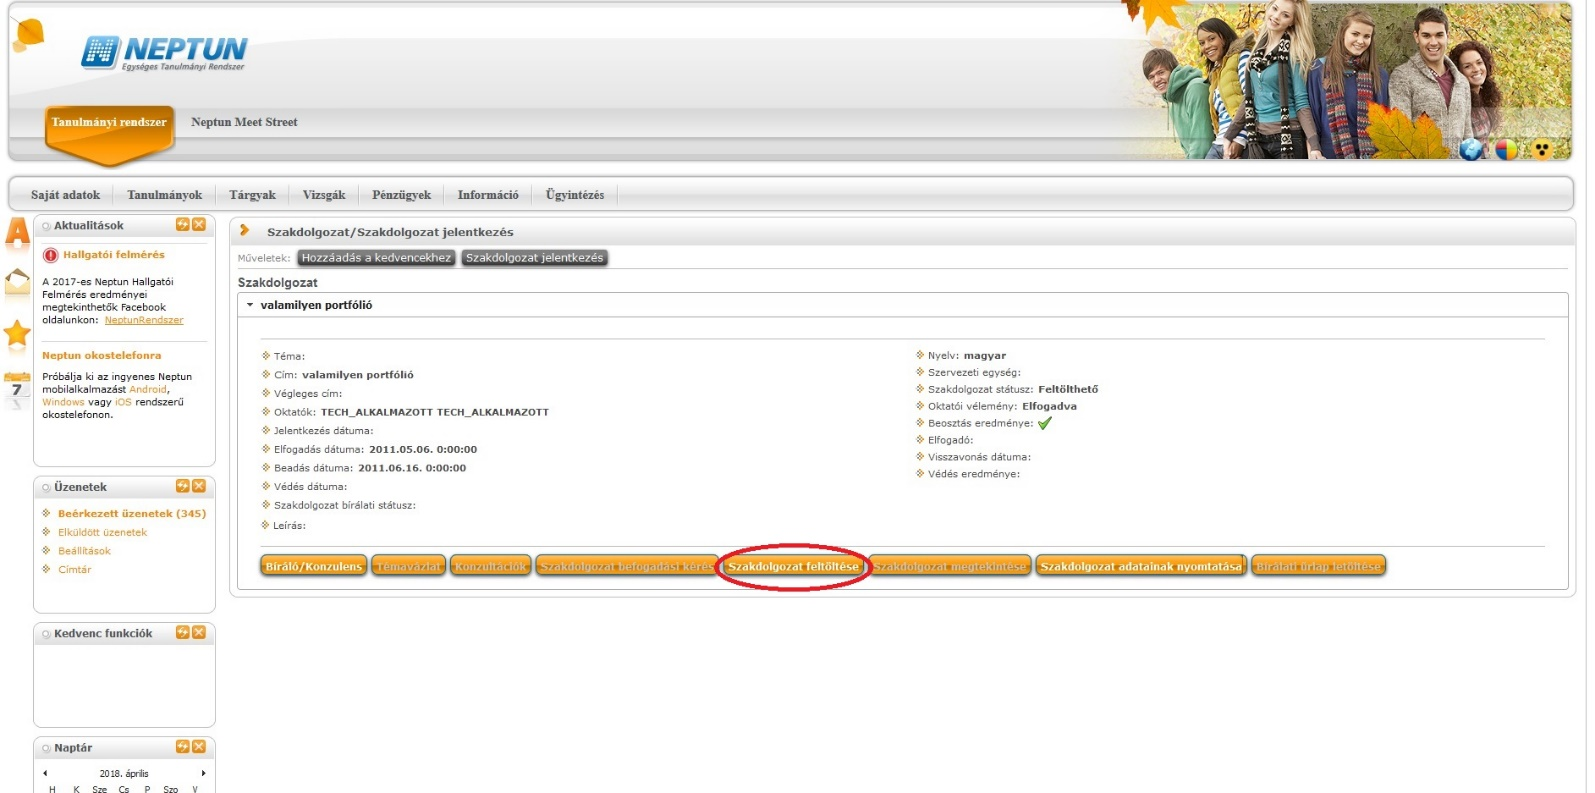 NEPTUN
Egységes Tanulmányi Rendszer
Tanulmányi rendszer
Neptun Meet Street
Saját adatok
Tanulmányok
Tárgyak
Vizsgák
Pénzügyek
Információ
Ügyintézés
A
Aktualitások
Hallgatói felmérés
A 2017-es Neptun Hallgatói
Felmérés eredményei
megtekinthetők Facebook
oldalunkon: NeptunRendszer
Neptun okostelefonra
Próbálja ki az ingyenes Neptun
mobilalkalmazást Android,
Windows vagy iOS rendszerű
okostelefonon.
7
Üzenetek
Beérkezett üzenetek (345)
Elküldött üzenetek
Beállítások
Címtár
Kedvenc funkciók
Naptár
2018. április
H K Sze Cs P Szo V
Szakdolgozat/Szakdolgozat jelentkezés
Műveletek: Hozzáadás a kedvencekhez Szakdolgozat jelentkezés
Szakdolgozat
valamilyen portfólió
Téma:
Cím: valamilyen portfólió
Végleges cím:
Oktatók: TECH_ALKALMAZOTT TECH_ALKALMAZOTT
Jelentkezés dátuma:
Elfogadás dátuma: 2011.05.06. 0:00:00
Beadás dátuma: 2011.06.16. 0:00:00
Védés dátuma:
Szakdolgozat bírálati státusz:
Leírás:
Nyelv: magyar
Szervezeti egység:
Szakdolgozat státusz: Feltölthető
Oktatói vélemény: Elfogadva
Beosztás eredménye:
Elfogadó:
Visszavonás dátuma:
Védés eredménye:
Bíráló/Konzulens Témavázlat Konzultációk Szakdolgozat befogadási kérés Szakdolgozat feltöltése Szakdolgozat megtekintése Szakdolgozat adatainak nyomtatása Bírálati űrlap letöltése